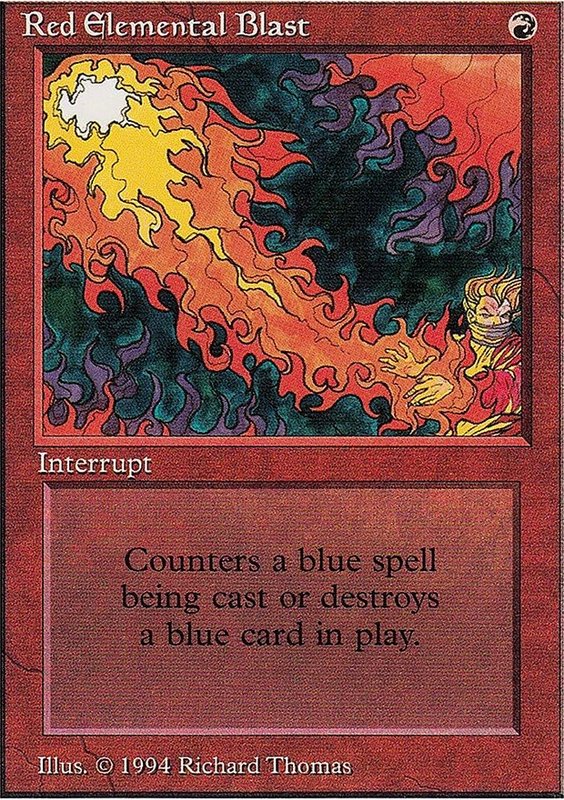 Red Elemental Blast
Interrupt
Counters a blue spell
being cast or destroys
a blue card in play.
Illus. © 1994 Richard Thomas